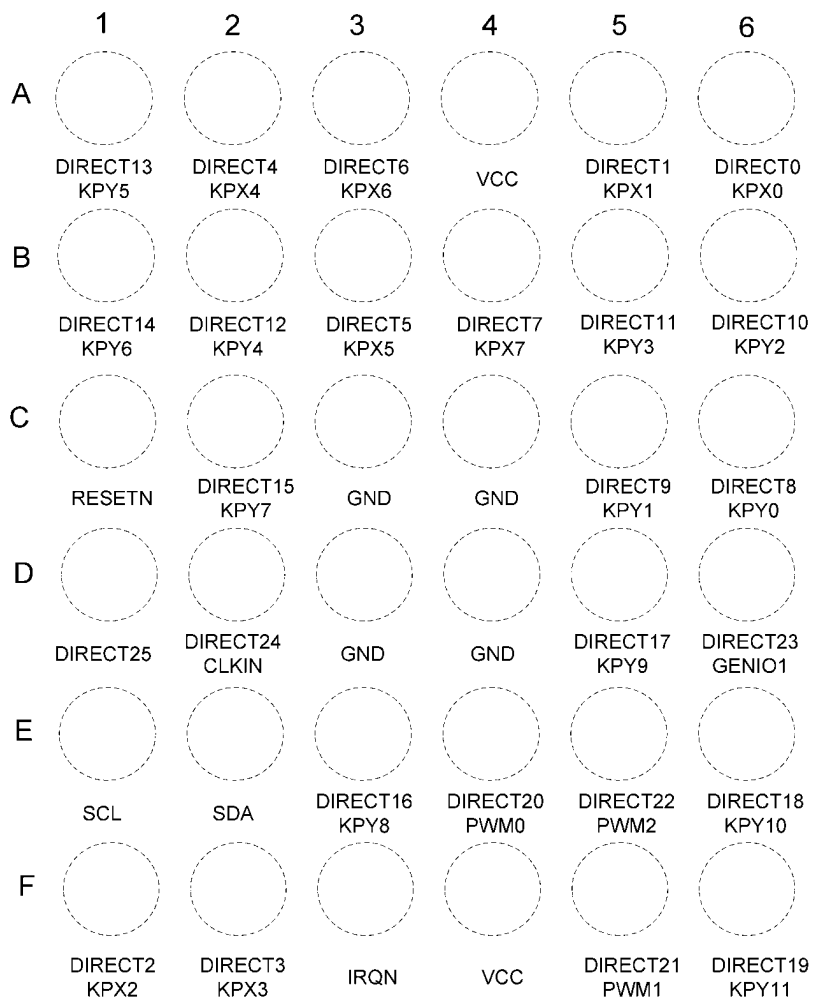 1 2 3 4 5 6
A
DIRECT13 DIRECT4 DIRECT6 VCC DIRECT1 DIRECT0
KPY5 KPX4 KPX6 KPX1 KPX0
B
DIRECT14 DIRECT12 DIRECT5 DIRECT7 DIRECT11 DIRECT10
KPY6 KPY4 KPX5 KPX7 KPY3 KPY2
C
RESETN DIRECT15 GND GND DIRECT9 DIRECT8
KPY7 KPY1 KPY0
D
DIRECT25 DIRECT24 GND GND DIRECT17 DIRECT23
CLKIN KPY9 GENIO1
E
SCL SDA DIRECT16 DIRECT20 DIRECT22 DIRECT18
KPY8 PWM0 PWM2 KPY10
F
DIRECT2 DIRECT3 IRQN VCC DIRECT21 DIRECT19
KPX2 KPX3 PWM1 KPY11